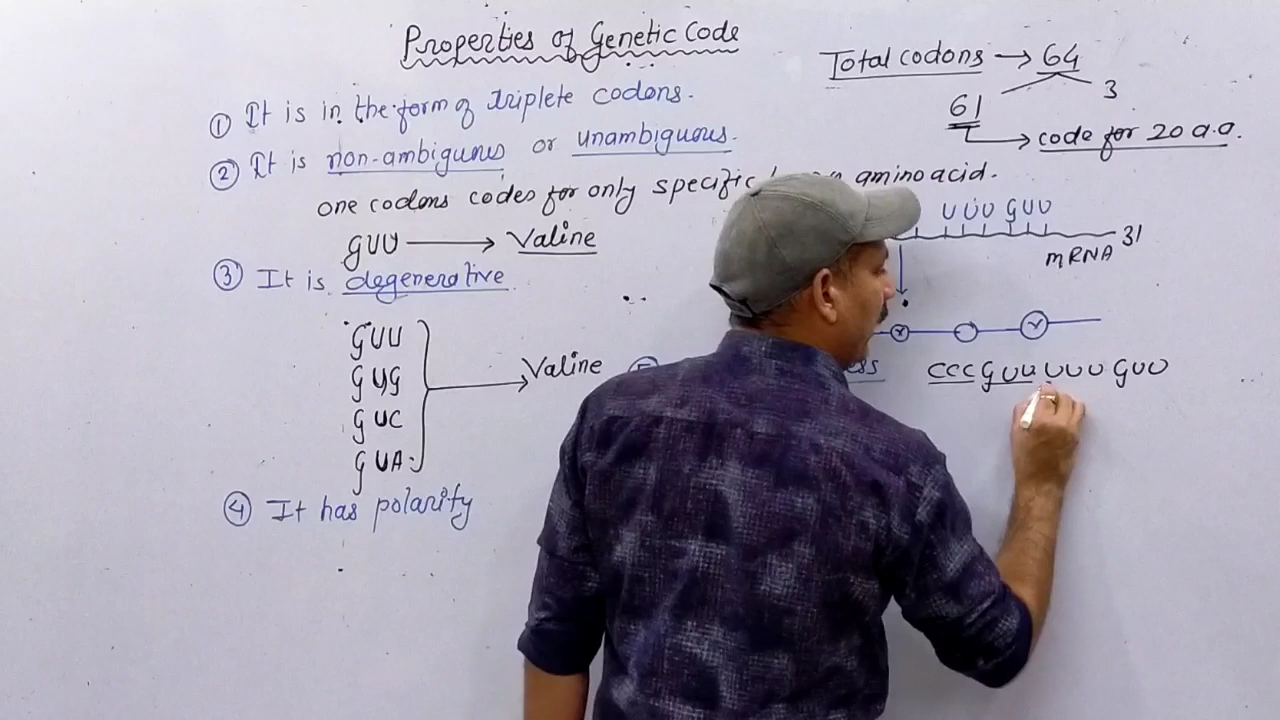 Properties of Genetic Code
① It is in the form of triplete codons.
② It is non-ambiguous or unambiguous.
one codons codes for only specific amino acid.
GUU → Valine
③ It is degenerative
GUU
GUG
GUC
GUA
Valine
④ It has polarity
Total codons → 64
61 3
code for 20 a.a.
UUU GUU
mRNA 3'
CCC GUU UUU GUU